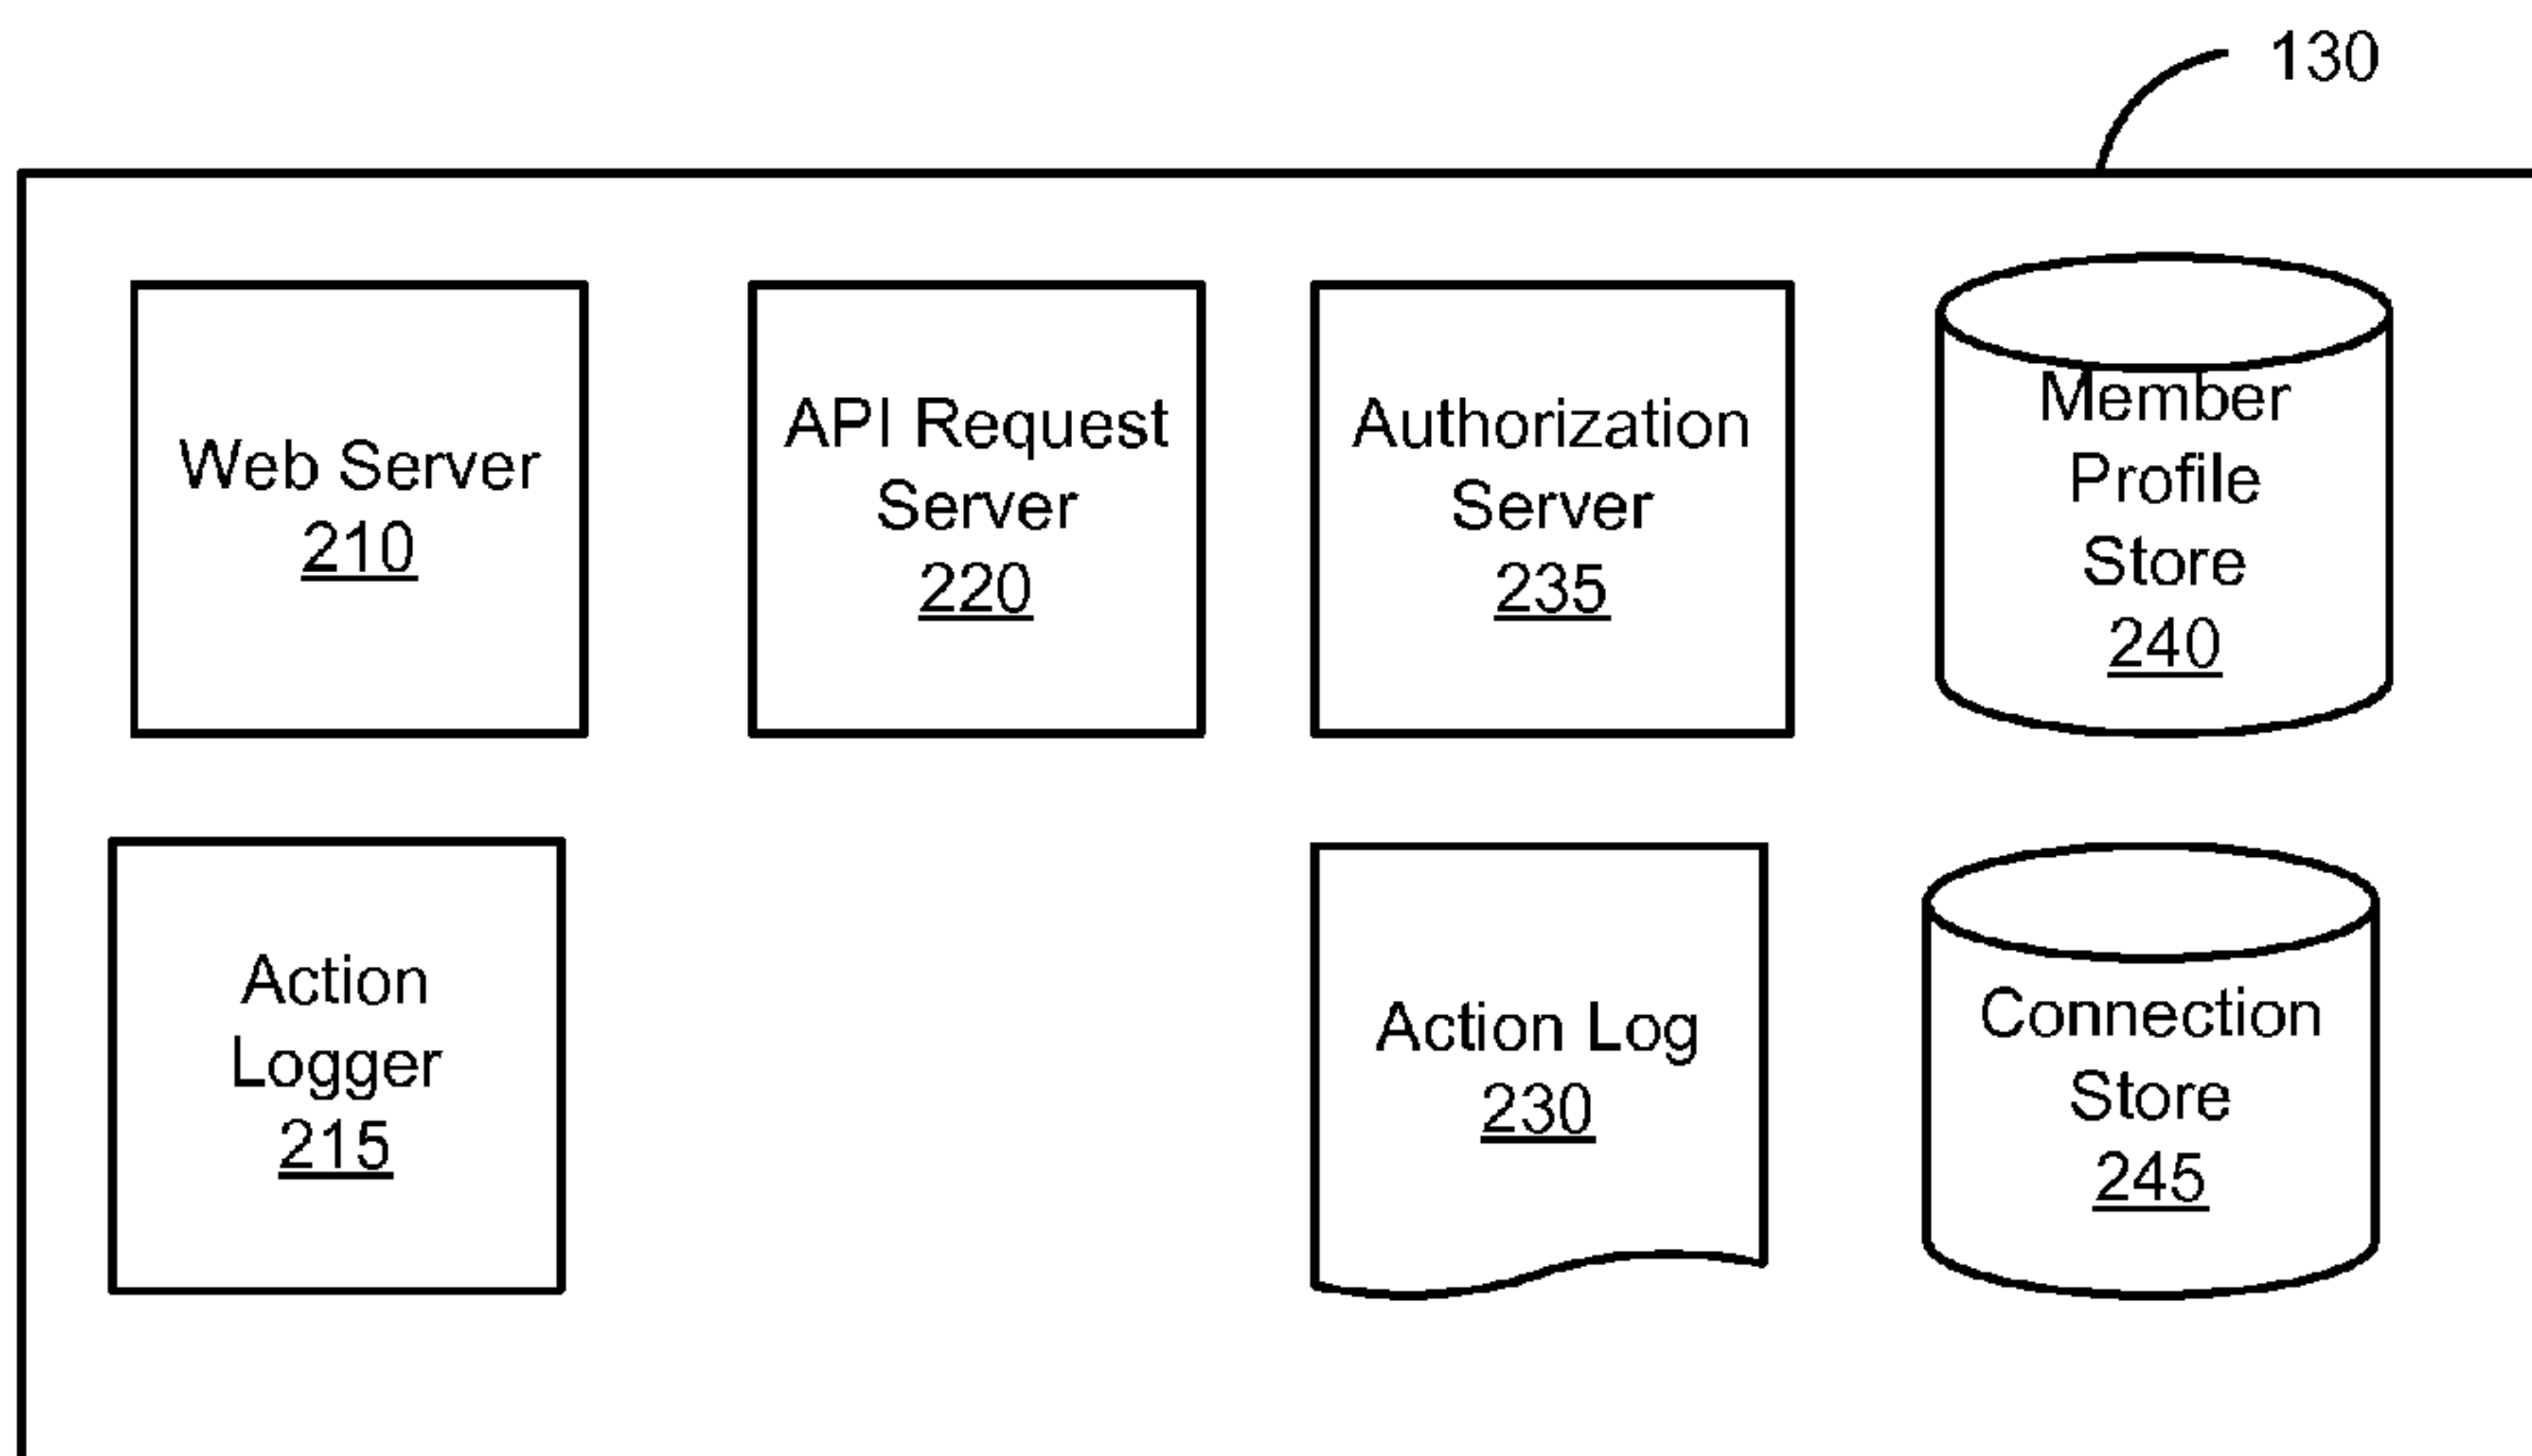 130
Web Server
210
API Request
Server
220
Authorization
Server
235
Member
Profile
Store
240
Action
Logger
215
Action Log
230
Connection
Store
245